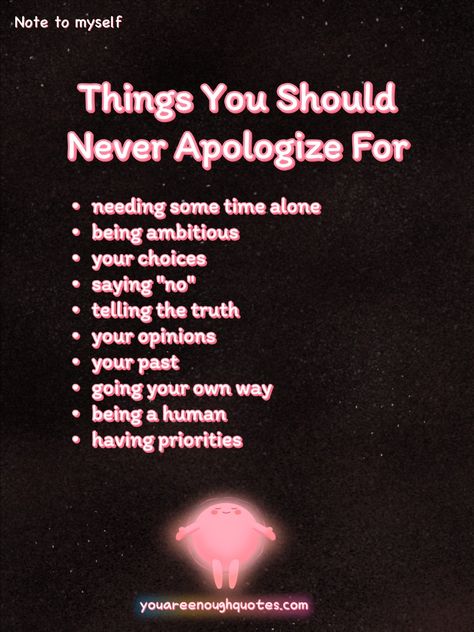 Note to myself
Things You Should
Never Apologize For
• needing some time alone
• being ambitious
• your choices
• saying "no"
• telling the truth
• your opinions
• your past
• going your own way
• being a human
• having priorities
youareenoughquotes.com